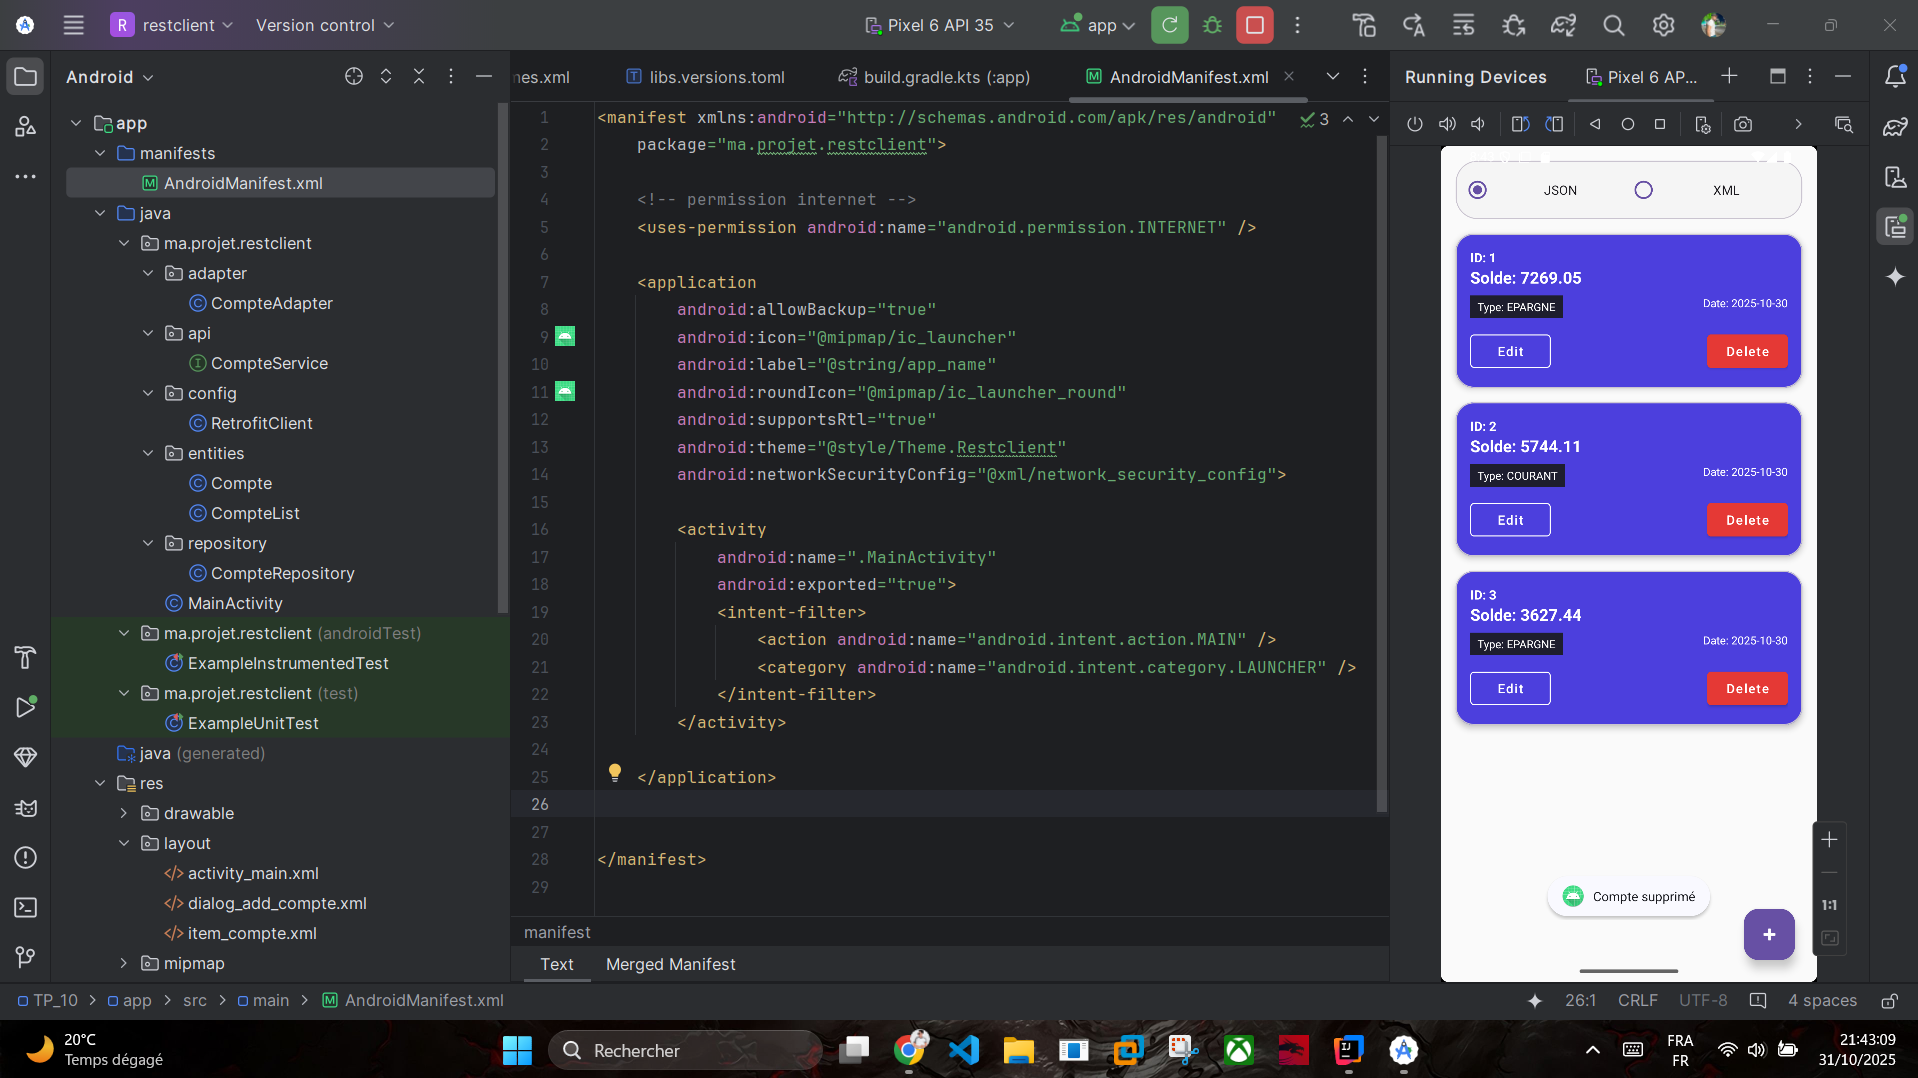 R restclient Version control Pixel 6 API 35 app
Android
app
manifests
AndroidManifest.xml
java
ma.projet.restclient
adapter
CompteAdapter
api
CompteService
config
RetrofitClient
entities
Compte
CompteList
repository
CompteRepository
MainActivity
ma.projet.restclient (androidTest)
ExampleInstrumentedTest
ma.projet.restclient (test)
ExampleUnitTest
java (generated)
res
drawable
layout
activity_main.xml
dialog_add_compte.xml
item_compte.xml
mipmap
mes.xml libs.versions.toml build.gradle.kts (:app) AndroidManifest.xml
3
1 <manifest xmlns:android="http://schemas.android.com/apk/res/android"
2 package="ma.projet.restclient">
3
4 <!-- permission internet -->
5 <uses-permission android:name="android.permission.INTERNET" />
6
7 <application
8 android:allowBackup="true"
9 android:icon="@mipmap/ic_launcher"
10 android:label="@string/app_name"
11 android:roundIcon="@mipmap/ic_launcher_round"
12 android:supportsRtl="true"
13 android:theme="@style/Theme.Restclient"
14 android:networkSecurityConfig="@xml/network_security_config">
15
16 <activity
17 android:name=".MainActivity"
18 android:exported="true">
19 <intent-filter>
20 <action android:name="android.intent.action.MAIN" />
21 <category android:name="android.intent.category.LAUNCHER" />
22 </intent-filter>
23 </activity>
24
25 </application>
26
27
28 </manifest>
29
manifest
Text Merged Manifest
Running Devices Pixel 6 AP...
JSON XML
ID: 1
Solde: 7269.05
Type: EPARGNE Date: 2025-10-30
Edit Delete
ID: 2
Solde: 5744.11
Type: COURANT Date: 2025-10-30
Edit Delete
ID: 3
Solde: 3627.44
Type: EPARGNE Date: 2025-10-30
Edit Delete
Compte supprimé
+
1:1
TP_10 app src main AndroidManifest.xml
26:1 CRLF UTF-8 4 spaces
20°C
Temps dégagé
Rechercher
FRA
FR
21:43:09
31/10/2025